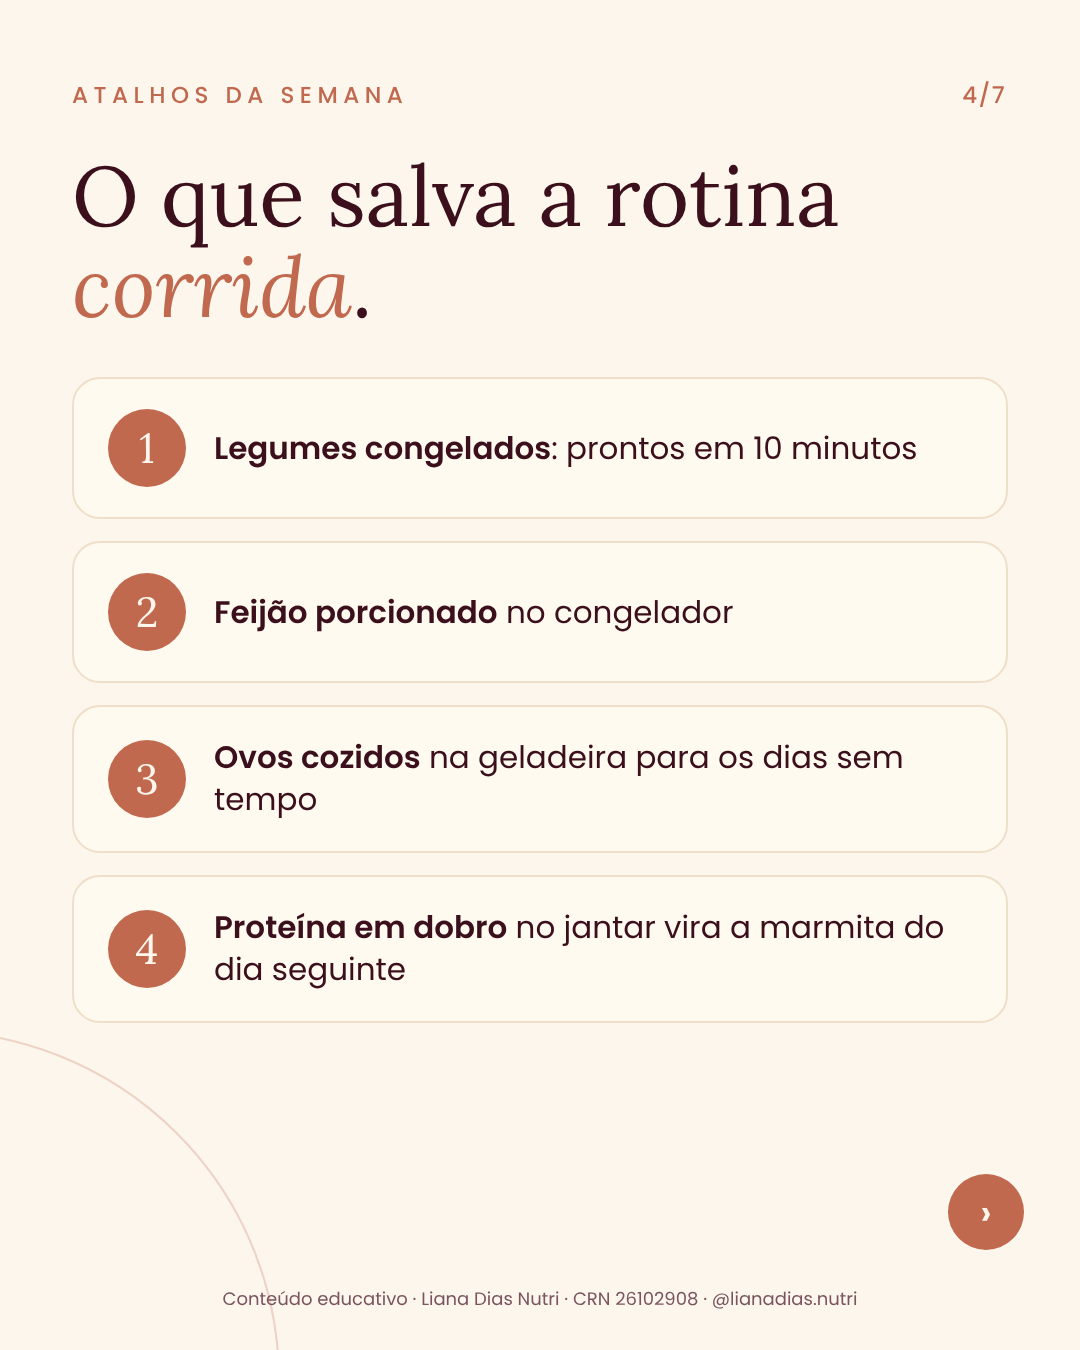 ATALHOS DA SEMANA
4/7
O que salva a rotina
corrida.
1
Legumes congelados: prontos em 10 minutos
2
Feijão porcionado no congelador
3
Ovos cozidos na geladeira para os dias sem
tempo
4
Proteína em dobro no jantar vira a marmita do
dia seguinte
›
Conteúdo educativo · Liana Dias Nutri · CRN 26102908 · @lianadias.nutri